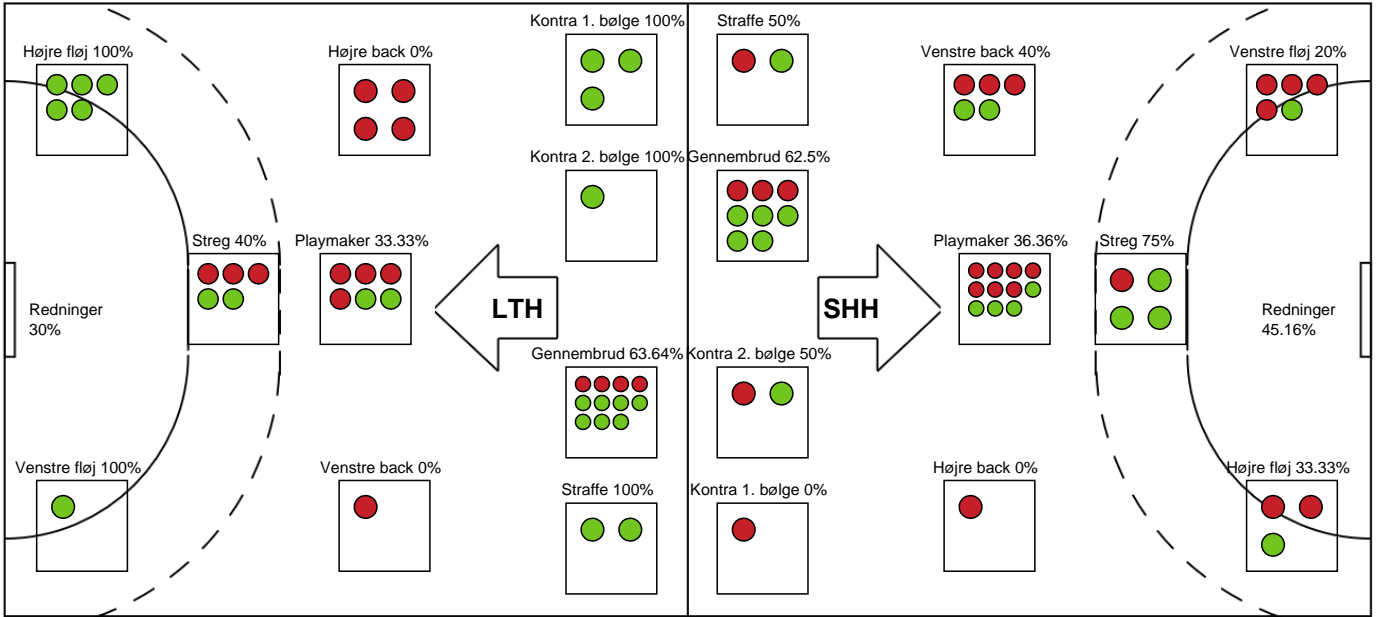 Kontra 1. bølge 100%
Straffe 50%
Højre fløj 100%
Højre back 0%
Venstre back 40%
Venstre fløj 20%
Kontra 2. bølge 100%
Gennembrud 62.5%
Streg 40%
Playmaker 33.33%
Playmaker 36.36%
Streg 75%
Redninger
30%
LTH
SHH
Redninger
45.16%
Gennembrud 63.64%
Kontra 2. bølge 50%
Venstre fløj 100%
Venstre back 0%
Højre back 0%
Højre fløj 33.33%
Straffe 100%
Kontra 1. bølge 0%